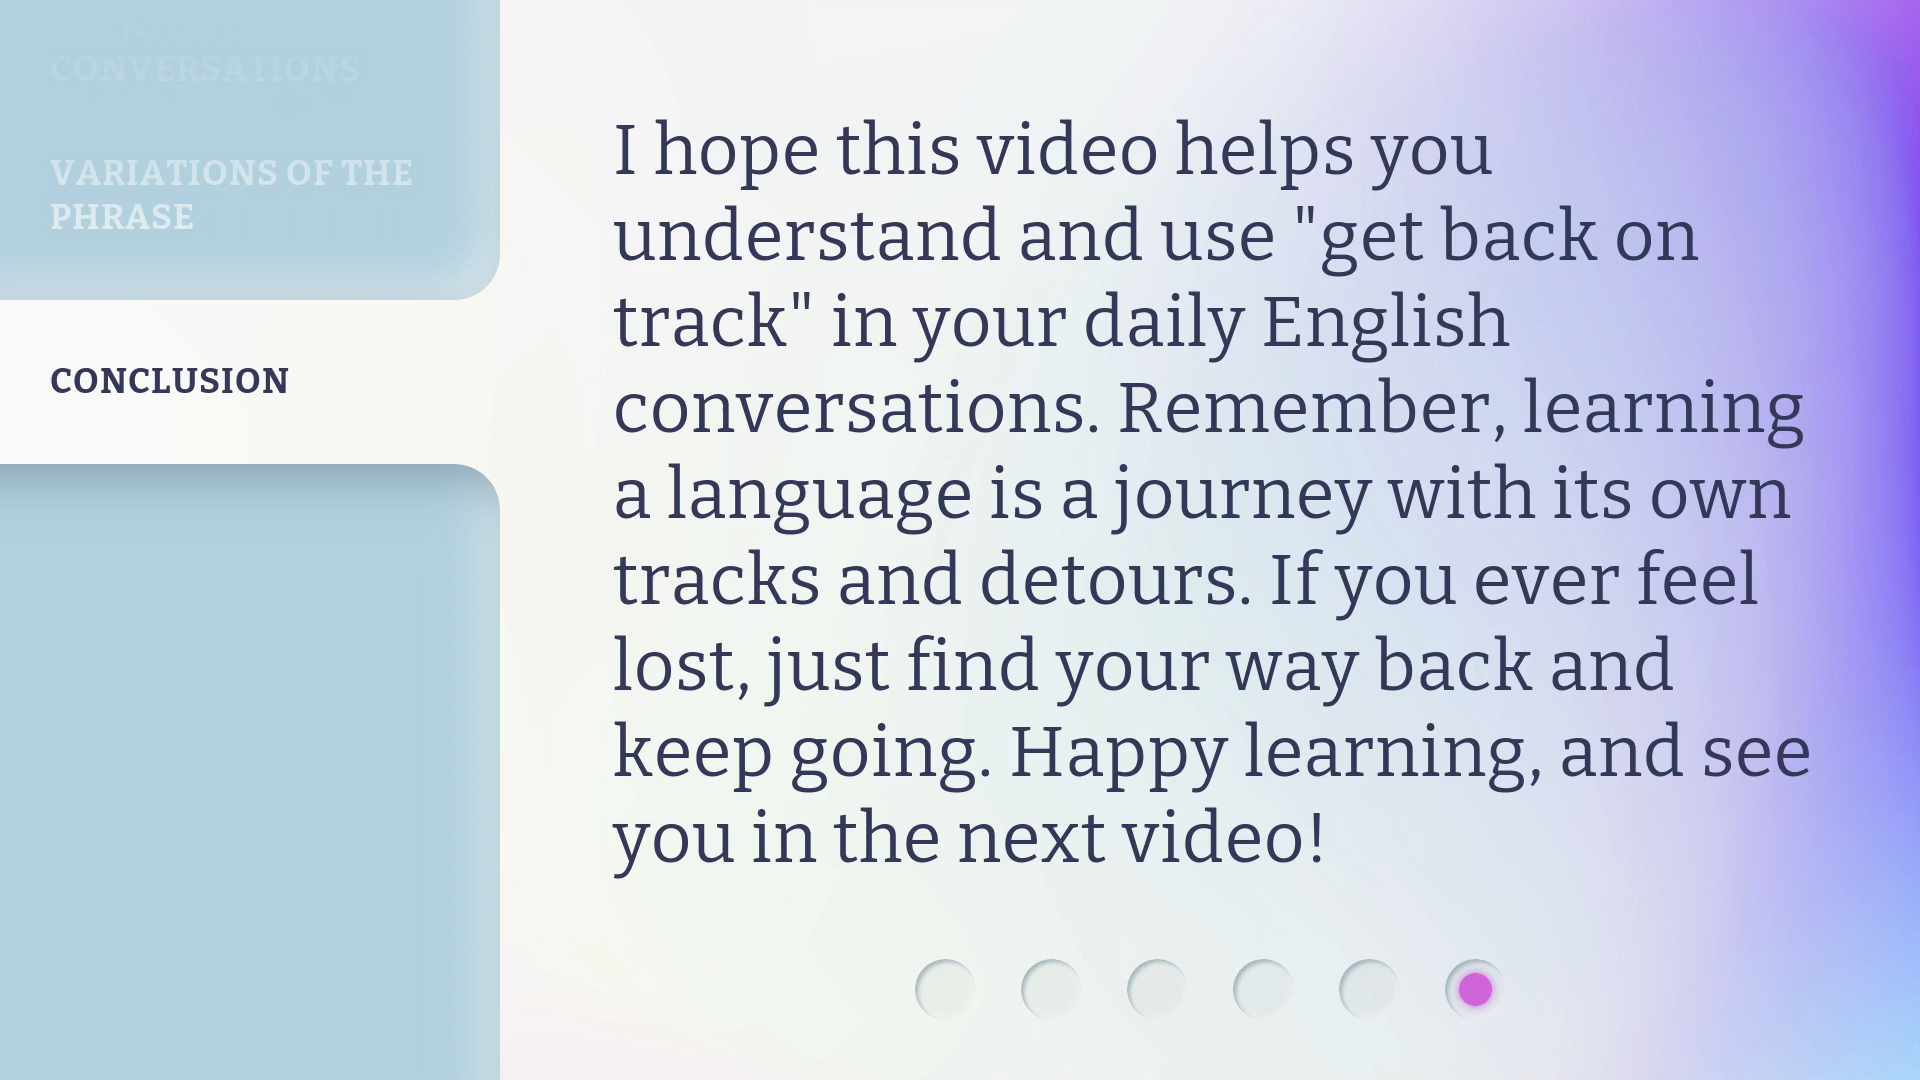 CONVERSATIONS
VARIATIONS OF THE
PHRASE
CONCLUSION
I hope this video helps you
understand and use "get back on
track" in your daily English
conversations. Remember, learning
a language is a journey with its own
tracks and detours. If you ever feel
lost, just find your way back and
keep going. Happy learning, and see
you in the next video!